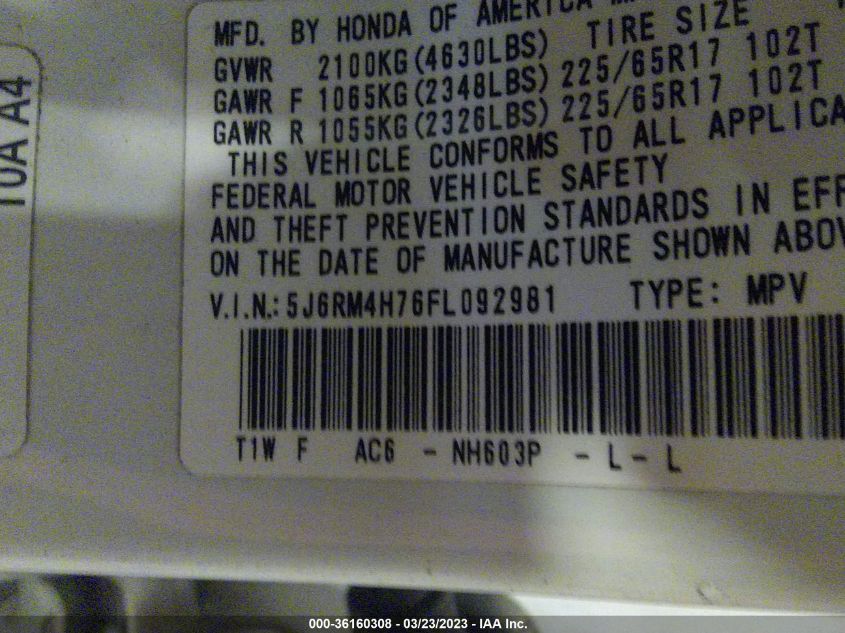 MFD. BY HONDA OF AMERICA
TIRE SIZE
GVWR 2100KG(4630LBS)
GAWR F 1065KG(2348LBS) 225/65R17 102T
GAWR R 1055KG(2326LBS) 225/65R17 102T
THIS VEHICLE CONFORMS TO ALL APPLICA
FEDERAL MOTOR VEHICLE SAFETY
AND THEFT PREVENTION STANDARDS IN EFF
ON THE DATE OF MANUFACTURE SHOWN ABOV
V.I.N.: 5J6RM4H76FL092981 TYPE: MPV
T1W F AC6 - NH603P - L - L
10A A4
000-36160308 - 03/23/2023 - IAA Inc.